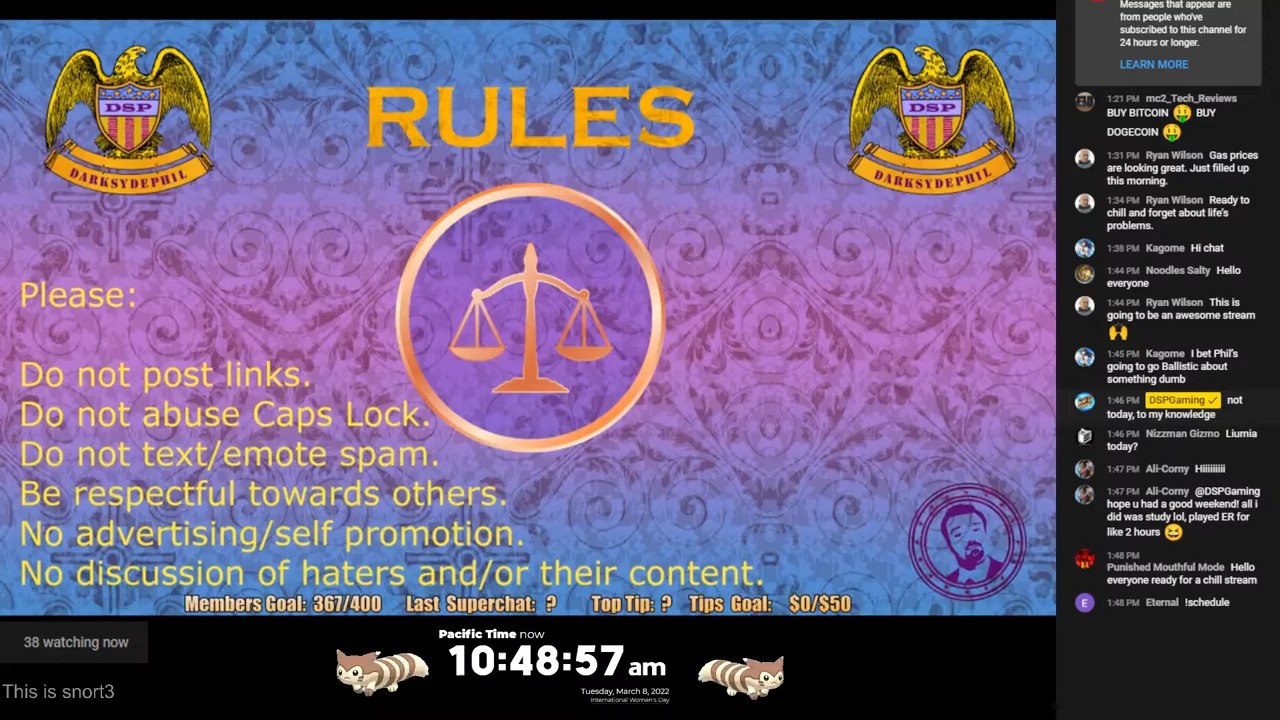 DSP
DARKSYDEPHIL
RULES
DSP
DARKSYDEPHIL
Please:
Do not post links.
Do not abuse Caps Lock.
Do not text/emote spam.
Be respectful towards others.
No advertising/self promotion.
No discussion of haters and/or their content.
Members Goal: 367/400 Last Superchat: ? Top Tip: ? Tips Goal: $0/$50
38 watching now
This is snort3
Pacific Time now
10:48:57 am
Tuesday, March 8, 2022
International Women's Day
Messages that appear are
from people who've
subscribed to this channel for
24 hours or longer.
LEARN MORE
1:21 PM mc2_Tech_Reviews
BUY BITCOIN 🤑 BUY
DOGECOIN 🤑
1:31 PM Ryan Wilson Gas prices
are looking great. Just filled up
this morning.
1:34 PM Ryan Wilson Ready to
chill and forget about life's
problems.
1:38 PM Kagome Hi chat
1:44 PM Noodles Salty Hello
everyone
1:44 PM Ryan Wilson This is
going to be an awesome stream
🙌
1:45 PM Kagome I bet Phil's
going to go Ballistic about
something dumb
1:46 PM DSPGaming ✓ not
today, to my knowledge
1:46 PM Nizzman Gizmo Liurnia
today?
1:47 PM Ali-Corny Hiiiiiiiiii
1:47 PM Ali-Corny @DSPGaming
hope u had a good weekend! all i
did was study lol, played ER for
like 2 hours 😆
1:48 PM
Punished Mouthful Mode Hello
everyone ready for a chill stream
E
1:48 PM Eternal !schedule